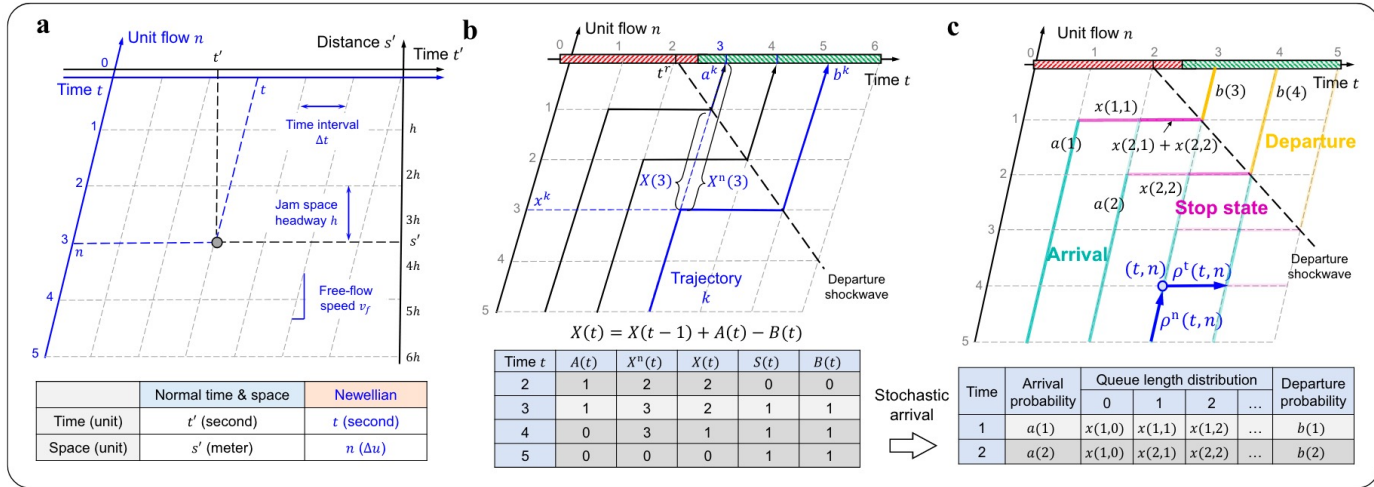 a
Unit flow n
Distance s′
Time t′
0
t′
Time t
t
1
Time interval
Δt
h
2
2h
Jam space
headway h
3h
3
n
s′
4h
4
Free-flow
speed v_f
5h
5
6h
Normal time & space
Newellian
Time (unit)
t′ (second)
t (second)
Space (unit)
s′ (meter)
n (Δu)
b
Unit flow n
0 1 2 3 4 5 6
t^r
a^k
b^k
Time t
1
2
X(3)
X^n(3)
x^k
3
4
Trajectory
k
Departure
shockwave
5
X(t) = X(t − 1) + A(t) − B(t)
Time t A(t) X^n(t) X(t) S(t) B(t)
2 1 2 2 0 0
3 1 3 2 1 1
4 0 3 1 1 1
5 0 0 0 1 1
Stochastic
arrival
c
Unit flow n
0 1 2 3 4 5
Time t
b(3)
b(4)
x(1,1)
1
a(1)
x(2,1) + x(2,2)
Departure
2
x(2,2)
a(2)
Stop state
3
Arrival
Departure
shockwave
(t, n)
ρ^t(t, n)
4
ρ^n(t, n)
5
Time
Arrival
probability
Queue length distribution
Departure
probability
0 1 2 ...
1 a(1) x(1,0) x(1,1) x(1,2) ... b(1)
2 a(2) x(1,0) x(2,1) x(2,2) ... b(2)